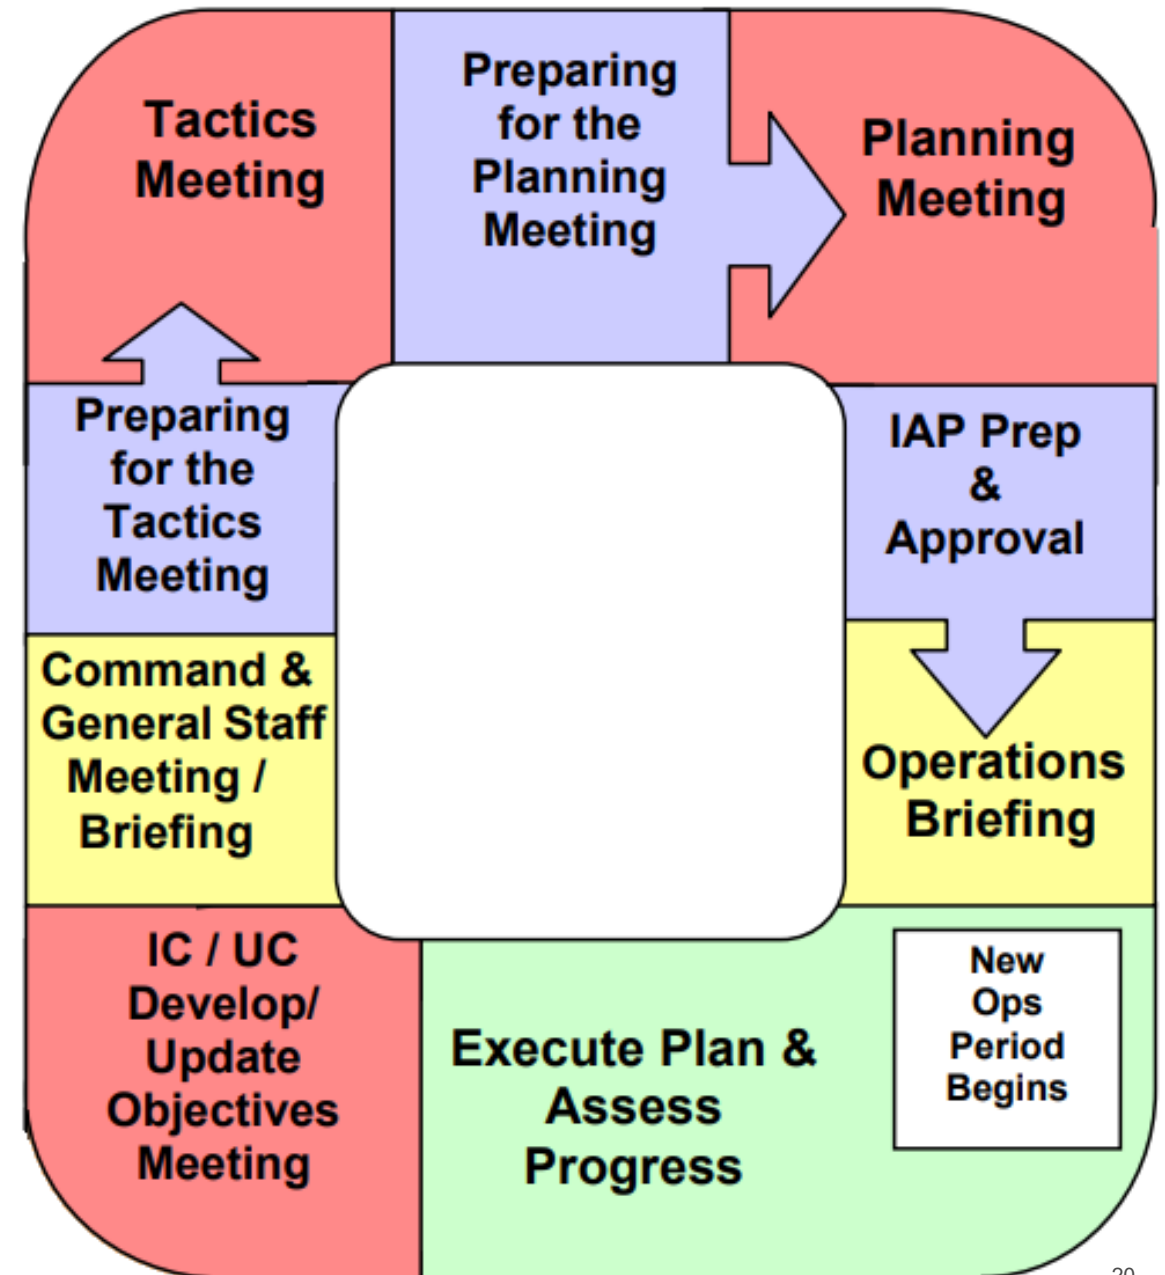 Tactics
Meeting
Preparing
for the
Planning
Meeting
Planning
Meeting
Preparing
for the
Tactics
Meeting
IAP Prep
&
Approval
Command &
General Staff
Meeting /
Briefing
Operations
Briefing
IC / UC
Develop/
Update
Objectives
Meeting
Execute Plan &
Assess
Progress
New
Ops
Period
Begins